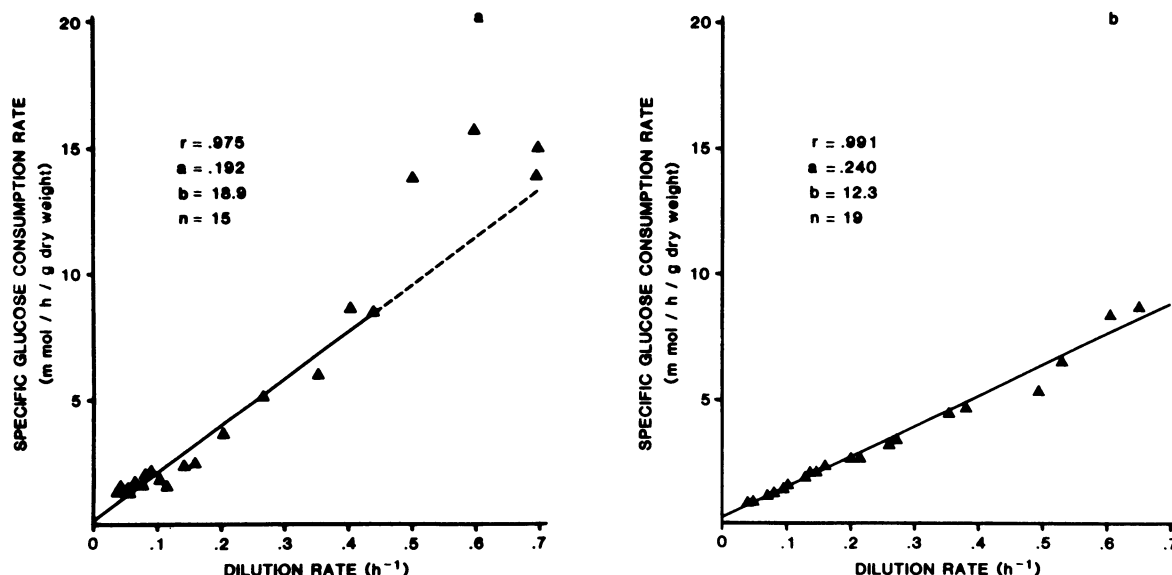 a
20
15
10
5
0
.1
.2
.3
.4
.5
.6
.7
r = .975
a = .192
b = 18.9
n = 15
SPECIFIC GLUCOSE CONSUMPTION RATE
(m mol / h / g dry weight)
DILUTION RATE (h⁻¹)
b
20
15
10
5
0
.1
.2
.3
.4
.5
.6
.7
r = .991
a = .240
b = 12.3
n = 19
SPECIFIC GLUCOSE CONSUMPTION RATE
(m mol / h / g dry weight)
DILUTION RATE (h⁻¹)